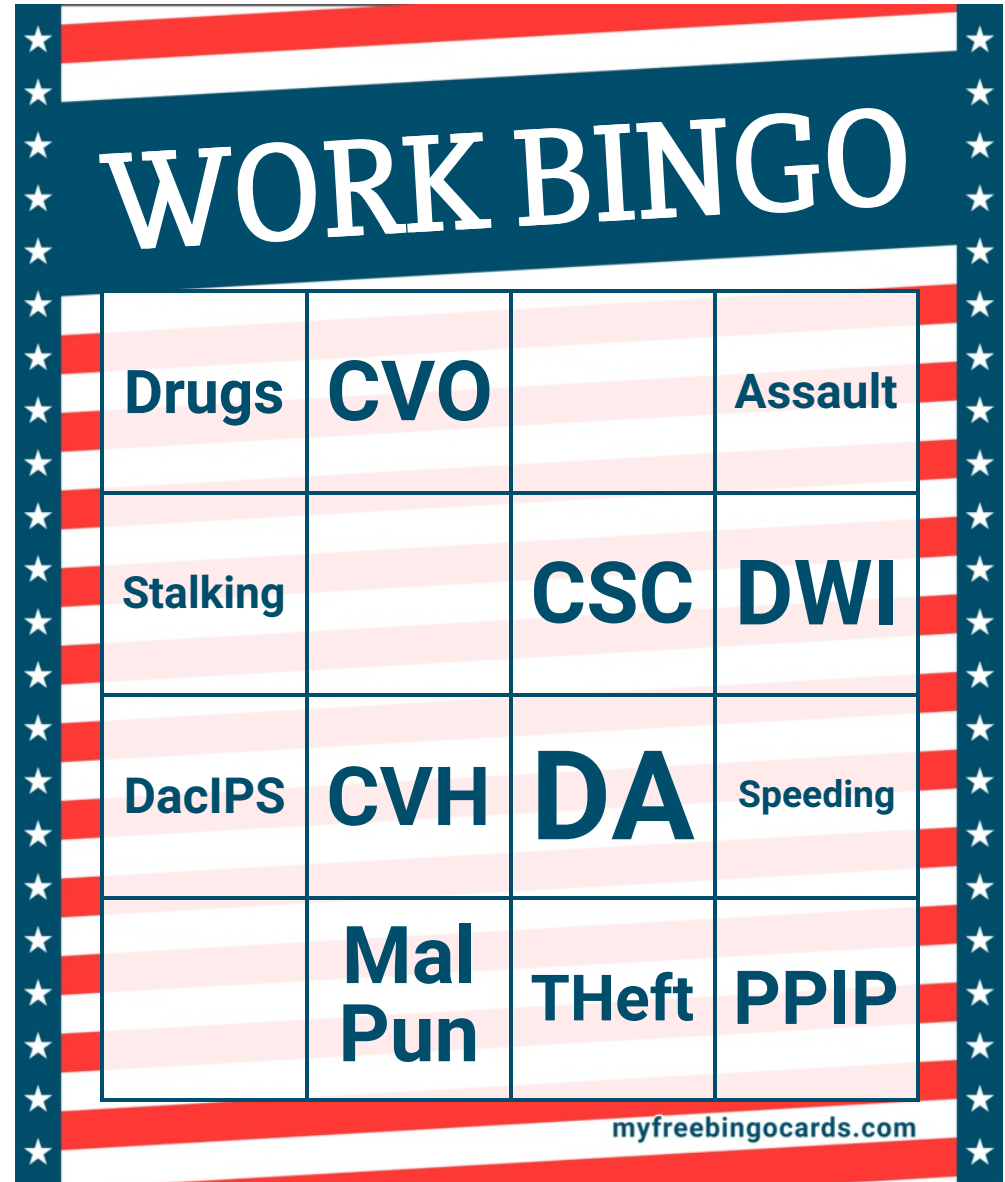 WORK BINGO
Drugs
CVO
Assault
Stalking
CSC
DWI
DacIPS
CVH
DA
Speeding
Mal
Pun
THeft
PPIP
myfreebingocards.com